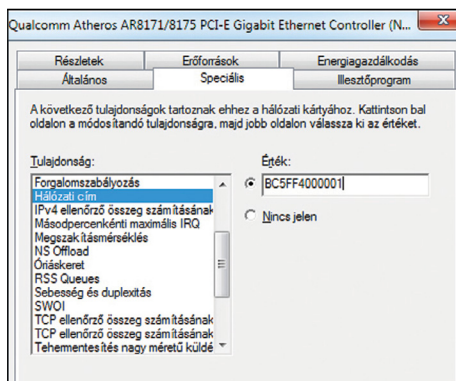 Qualcomm Atheros AR8171/8175 PCI-E Gigabit Ethernet Controller (N...
Részletek Erőforrások Energiagazdálkodás
Általános Speciális Illesztőprogram
A következő tulajdonságok tartoznak ehhez a hálózati kártyához. Kattintson bal
oldalon a módosítandó tulajdonságra, majd jobb oldalon válassza ki az értéket.
Tulajdonság:
Forgalomszabályozás
Hálózati cím
IPv4 ellenőrző összeg számításának
Másodpercenkénti maximális IRQ
Megszakításmérséklés
NS Offload
Óriáskeret
RSS Queues
Sebesség és duplexitás
SWOI
TCP ellenőrző összeg számításának
TCP ellenőrző összeg számításának
Tehermentesítés nagy méretű küldé
Érték:
BC5FF4000001
Nincs jelen